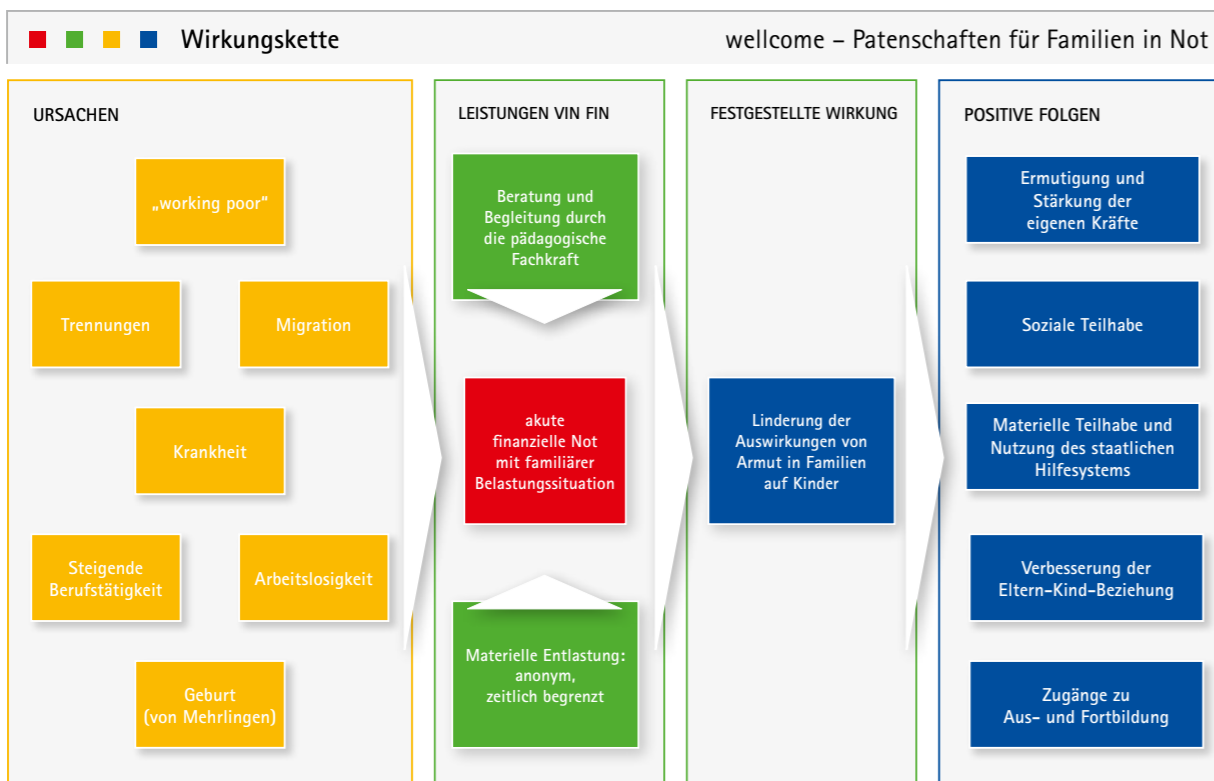 Wirkungskette
wellcome – Patenschaften für Familien in Not
URSACHEN
„working poor“
Trennungen
Migration
Krankheit
Steigende
Berufstätigkeit
Arbeitslosigkeit
Geburt
(von Mehrlingen)
LEISTUNGEN VIN FIN
Beratung und
Begleitung durch
die pädagogische
Fachkraft
akute
finanzielle Not
mit familiärer
Belastungssituation
Materielle Entlastung:
anonym,
zeitlich begrenzt
FESTGESTELLTE WIRKUNG
Linderung der
Auswirkungen von
Armut in Familien
auf Kinder
POSITIVE FOLGEN
Ermutigung und
Stärkung der
eigenen Kräfte
Soziale Teilhabe
Materielle Teilhabe und
Nutzung des staatlichen
Hilfesystems
Verbesserung der
Eltern-Kind-Beziehung
Zugänge zu
Aus- und Fortbildung